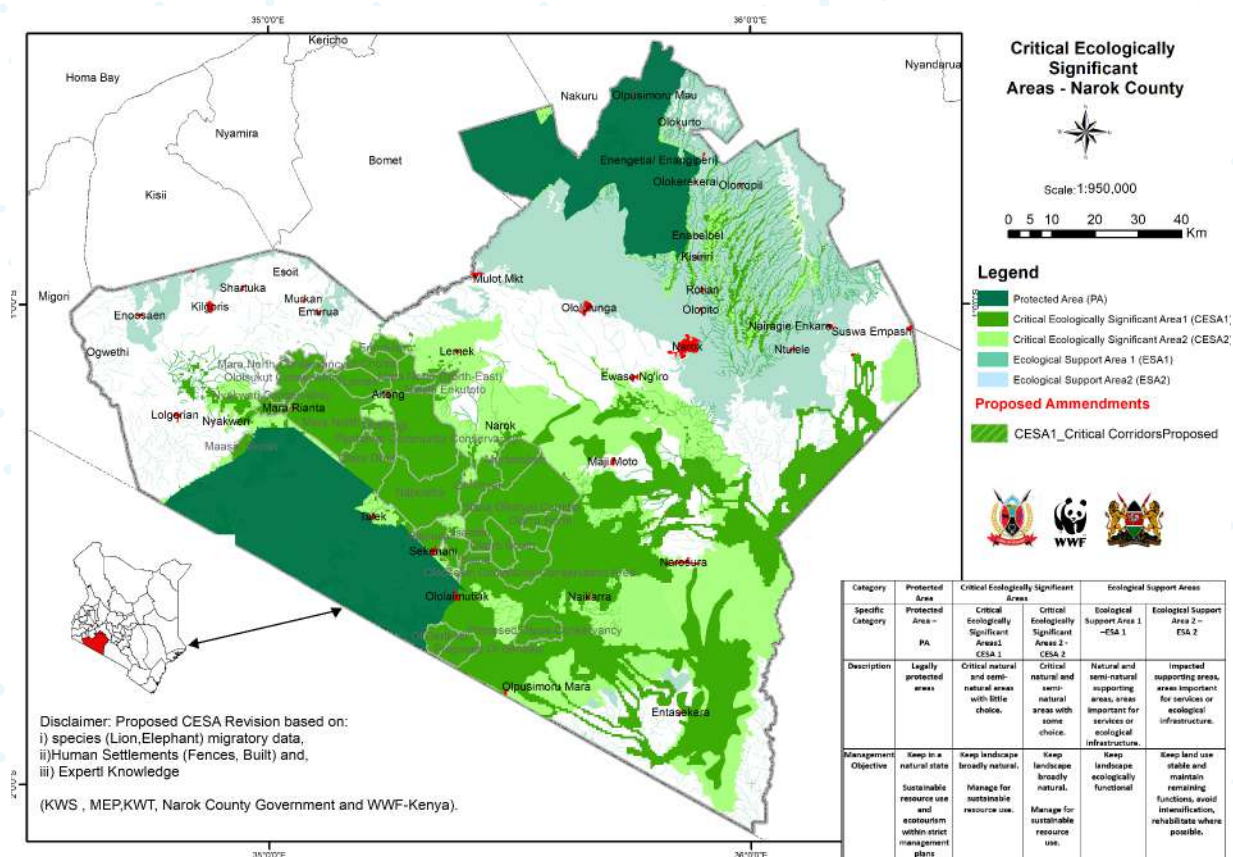 35°0'0"E
36°0'0"E
Critical Ecologically
Significant
Areas - Narok County
Scale: 1:950,000
0 5 10 20 30 40
Km
Legend
Protected Area (PA)
Critical Ecologically Significant Area1 (CESA1)
Critical Ecologically Significant Area2 (CESA2)
Ecological Support Area 1 (ESA1)
Ecological Support Area2 (ESA2)
Proposed Ammendments
CESA1_Critical CorridorsProposed
WWF
Kericho
Homa Bay
Nyandarua
Nakuru
Olpusimoru Mau
Nyamira
Olokurto
Bomet
Enengetia/ Enangiperi
Kisii
Olokerekera
Oloropil
Enabelbel
Kisiriri
Esoit
Mulot Mkt
Migori
Shartuka
Rotian
Kilgoris
Murkan
Enoosaen
Emirua
Ololulunga
Olopito
Nairagie Enkare
Suswa Empash
Ogwethi
Narok
Ntulele
Lemek
Ewaso Ng'iro
Aitong
Mara Rianta
Lolgorian
Nyakweri
Narok
Maji Moto
Talek
Sekenani
Narosura
Ololaimutiak
Naikarra
Olpusimoru Mara
Entasekera
1°0'0"S
1°0'0"S
2°0'0"S
Disclaimer: Proposed CESA Revision based on:
i) species (Lion,Elephant) migratory data,
ii)Human Settlements (Fences, Built) and,
iii) Expertl Knowledge
(KWS , MEP,KWT, Narok County Government and WWF-Kenya).
35°0'0"E
36°0'0"E
Category Protected Area Critical Ecologically Significant Areas Ecological Support Areas
Specific Category Protected Area – PA Critical Ecologically Significant Areas1 CESA 1 Critical Ecologically Significant Areas 2 - CESA 2 Ecological Support Area 1 –ESA 1 Ecological Support Area 2 – ESA 2
Description Legally protected areas Critical natural and semi-natural areas with little choice. Critical natural and semi-natural areas with some choice. Natural and semi-natural supporting areas, areas important for services or ecological infrastructure. Impacted supporting areas, areas important for services or ecological infrastructure.
Management Objective Keep in a natural state Sustainable resource use and ecotourism within strict management plans Keep landscape broadly natural. Manage for sustainable resource use. Keep landscape broadly natural. Manage for sustainable resource use. Keep landscape ecologically functional Keep land use stable and maintain remaining functions, avoid intensification, rehabilitate where possible.